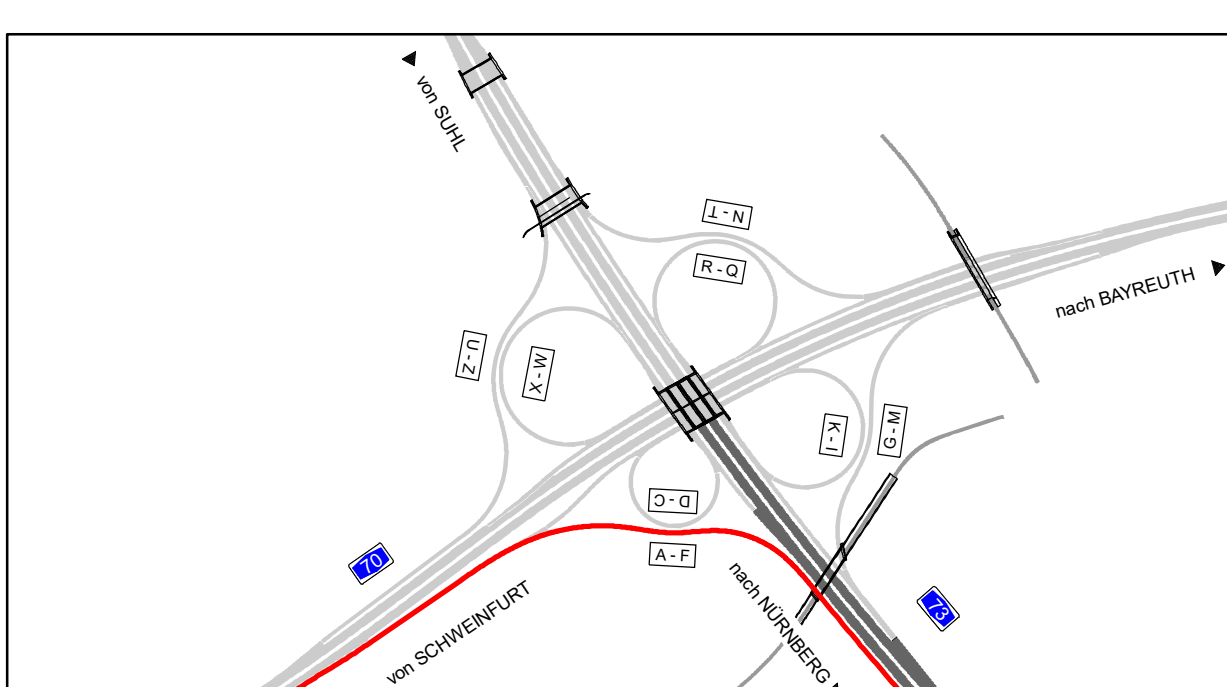 von SUHL
T - N
R - Q
nach BAYREUTH
U - Z
X - W
K - I
G - M
D - C
A - F
70
von SCHWEINFURT
nach NÜRNBERG
73